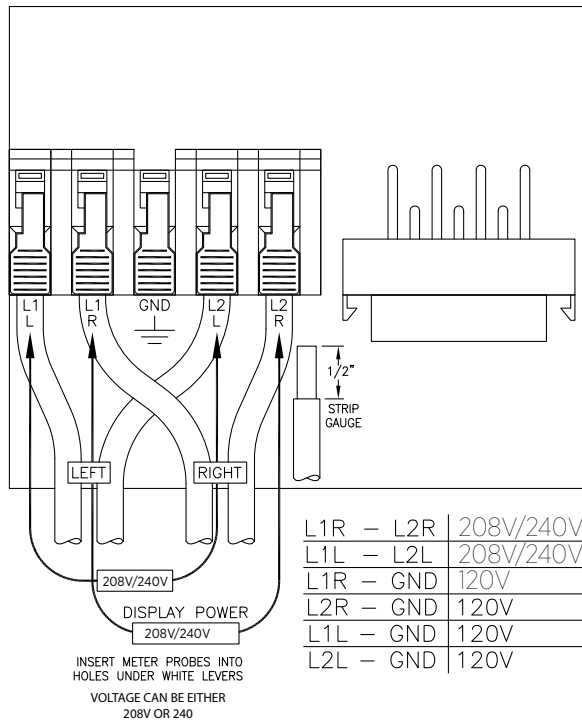 L1 L1 GND L2 L2
L R L R
1/2"
STRIP
GAUGE
LEFT RIGHT
208V/240V
DISPLAY POWER
208V/240V
INSERT METER PROBES INTO
HOLES UNDER WHITE LEVERS
VOLTAGE CAN BE EITHER
208V OR 240
L1R – L2R 208V/240V
L1L – L2L 208V/240V
L1R – GND 120V
L2R – GND 120V
L1L – GND 120V
L2L – GND 120V